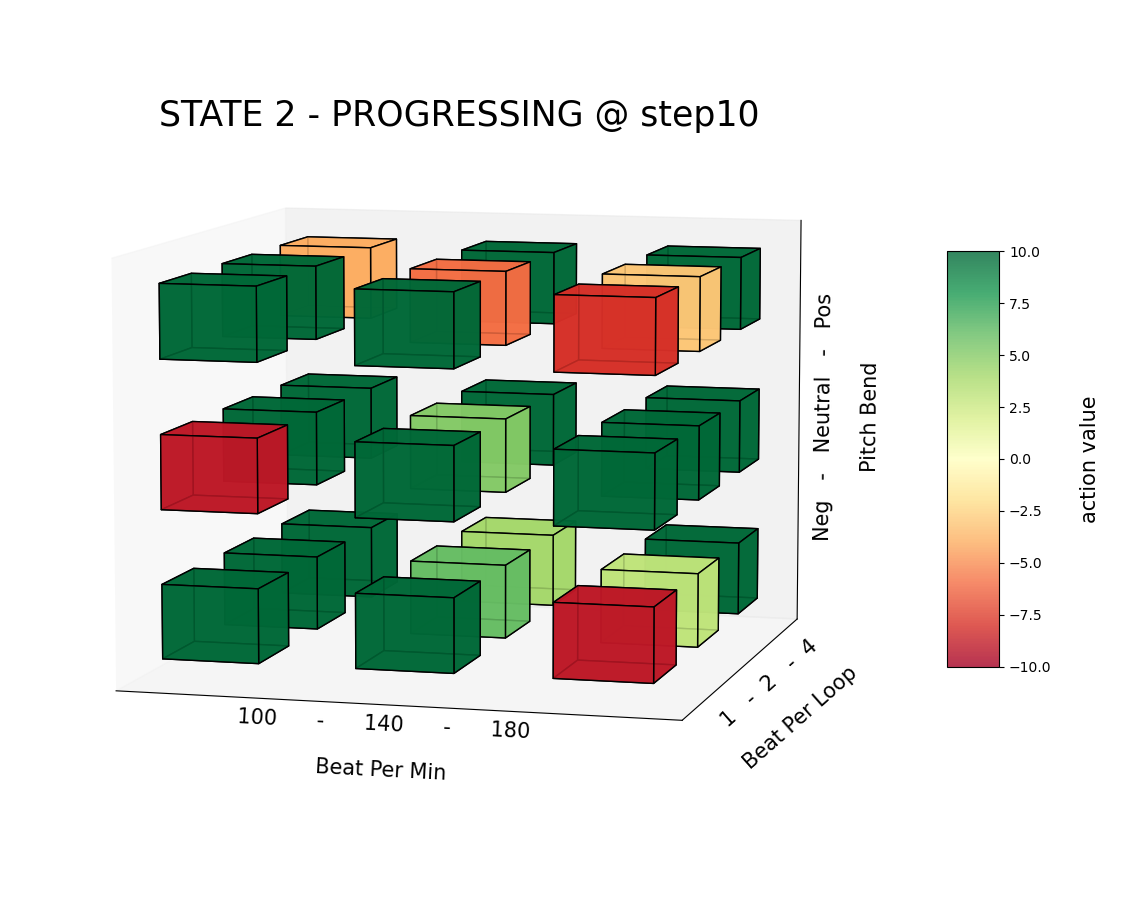 STATE 2 - PROGRESSING @ step10
Neg - Neutral - Pos
Pitch Bend
100 - 140 - 180
Beat Per Min
1 - 2 - 4
Beat Per Loop
10.0
7.5
5.0
2.5
0.0
−2.5
−5.0
−7.5
−10.0
action value